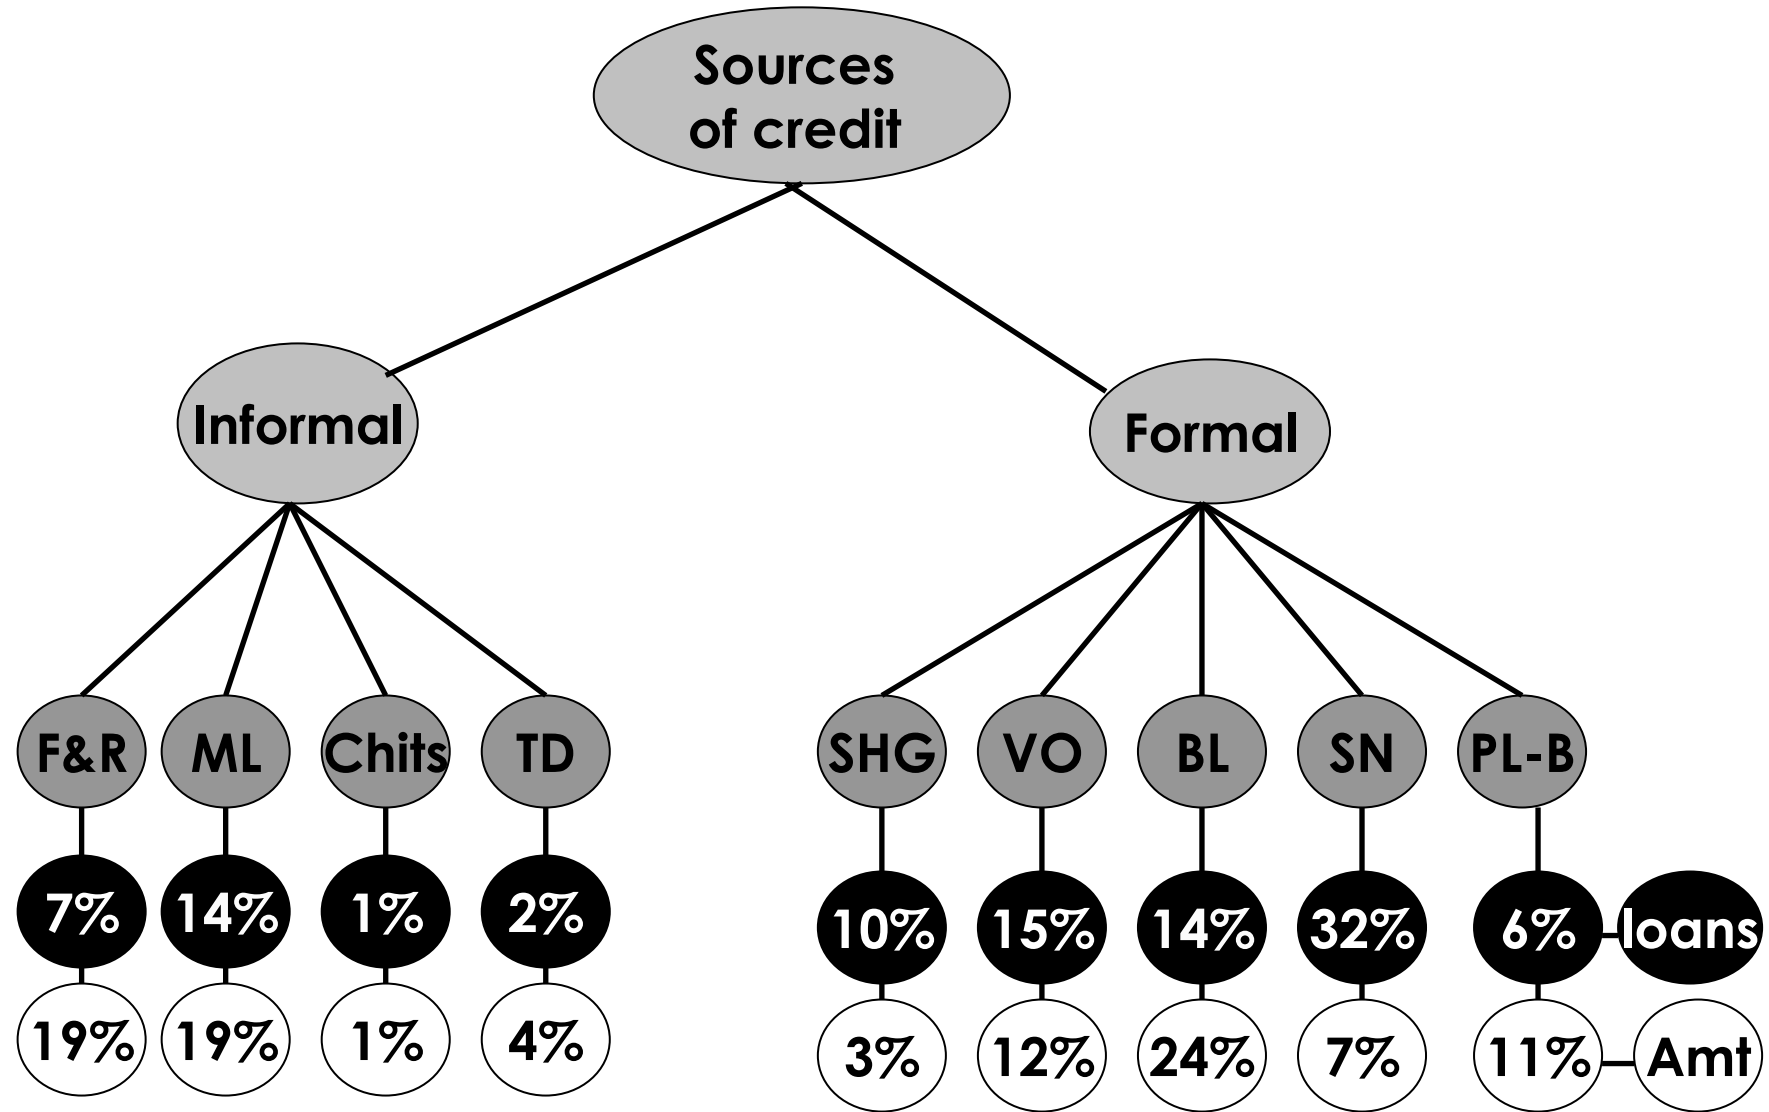 Sources
of credit
Informal
Formal
F&R ML Chits TD SHG VO BL SN PL-B
7% 14% 1% 2% 10% 15% 14% 32% 6% loans
19% 19% 1% 4% 3% 12% 24% 7% 11% Amt